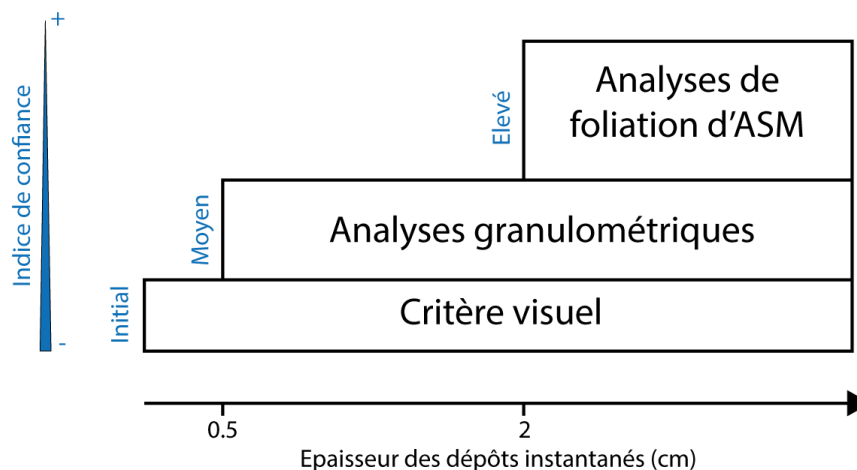 +
Indice de confiance
-
Elevé
Analyses de
foliation d'ASM
Moyen
Analyses granulométriques
Initial
Critère visuel
0.5
2
Epaisseur des dépôts instantanés (cm)